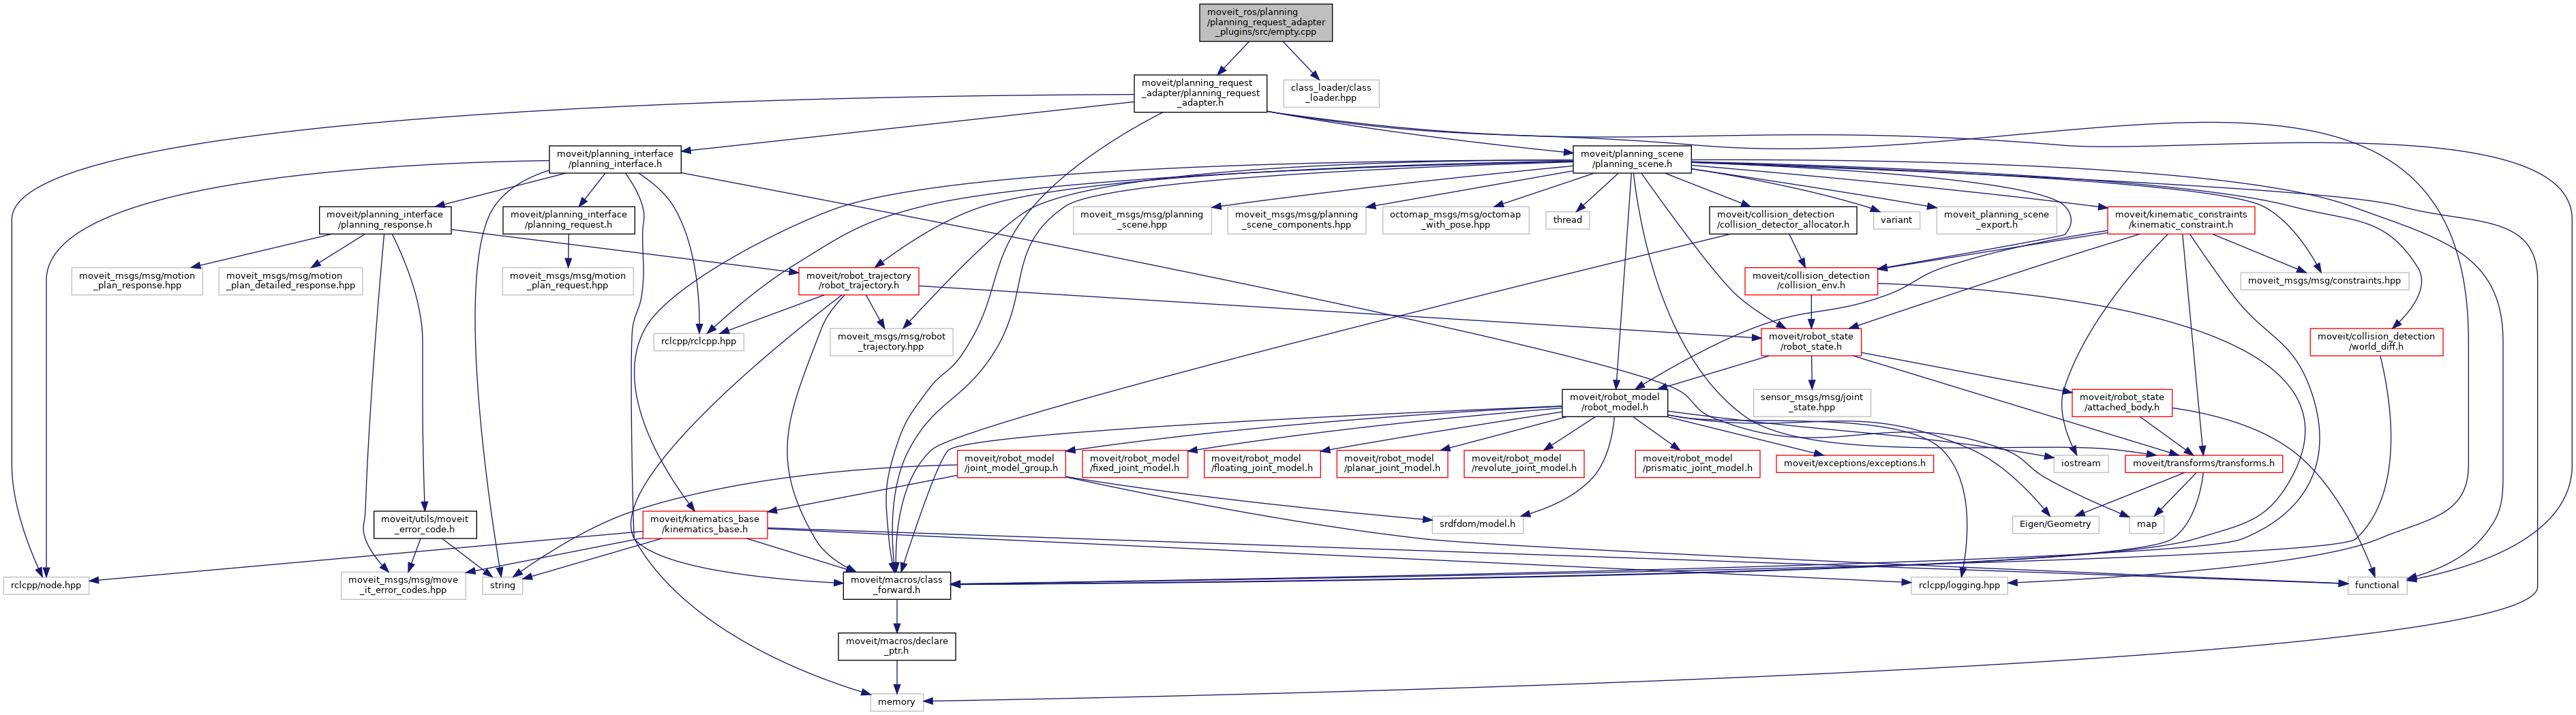 moveit_ros/planning
/planning_request_adapter
_plugins/src/empty.cpp
moveit/planning_request
_adapter/planning_request
_adapter.h
class_loader/class
_loader.hpp
moveit/planning_interface
/planning_interface.h
moveit/planning_scene
/planning_scene.h
moveit/planning_interface
/planning_response.h
moveit/planning_interface
/planning_request.h
moveit_msgs/msg/planning
_scene.hpp
moveit_msgs/msg/planning
_scene_components.hpp
octomap_msgs/msg/octomap
_with_pose.hpp
thread
moveit/collision_detection
/collision_detector_allocator.h
variant
moveit_planning_scene
_export.h
moveit/kinematic_constraints
/kinematic_constraint.h
moveit_msgs/msg/motion
_plan_response.hpp
moveit_msgs/msg/motion
_plan_detailed_response.hpp
moveit_msgs/msg/motion
_plan_request.hpp
moveit/robot_trajectory
/robot_trajectory.h
moveit/collision_detection
/collision_env.h
moveit_msgs/msg/constraints.hpp
rclcpp/rclcpp.hpp
moveit_msgs/msg/robot
_trajectory.hpp
moveit/robot_state
/robot_state.h
moveit/collision_detection
/world_diff.h
moveit/robot_model
/robot_model.h
sensor_msgs/msg/joint
_state.hpp
moveit/robot_state
/attached_body.h
moveit/robot_model
/joint_model_group.h
moveit/robot_model
/fixed_joint_model.h
moveit/robot_model
/floating_joint_model.h
moveit/robot_model
/planar_joint_model.h
moveit/robot_model
/revolute_joint_model.h
moveit/robot_model
/prismatic_joint_model.h
moveit/exceptions/exceptions.h
iostream
moveit/transforms/transforms.h
moveit/utils/moveit
_error_code.h
moveit/kinematics_base
/kinematics_base.h
srdfdom/model.h
Eigen/Geometry
map
rclcpp/node.hpp
moveit_msgs/msg/move
_it_error_codes.hpp
string
moveit/macros/class
_forward.h
rclcpp/logging.hpp
functional
moveit/macros/declare
_ptr.h
memory